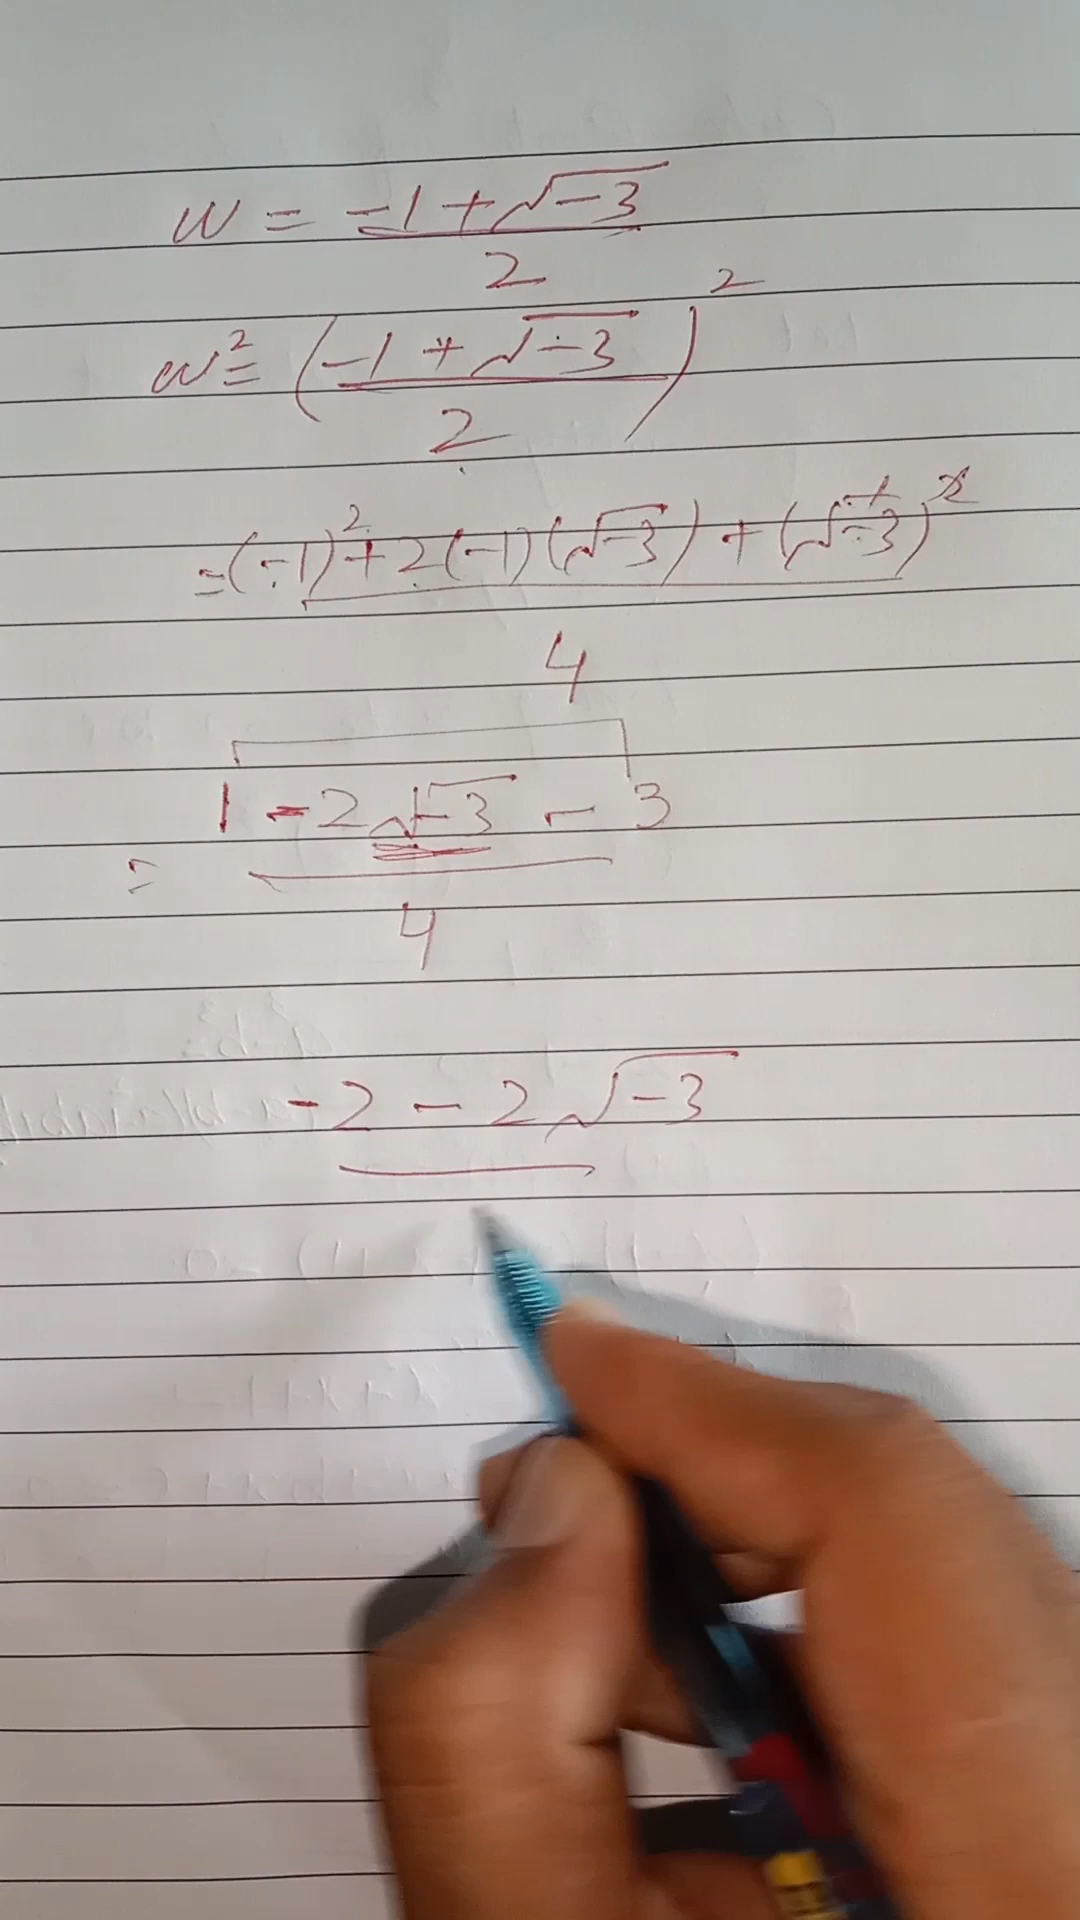 w = -1 + √-3
2
w² = (-1 + √-3)²
2
= (-1)² + 2(-1)(√-3) + (√-3)²
4
1 - 2√-3 - 3
=
4
-2 - 2√-3